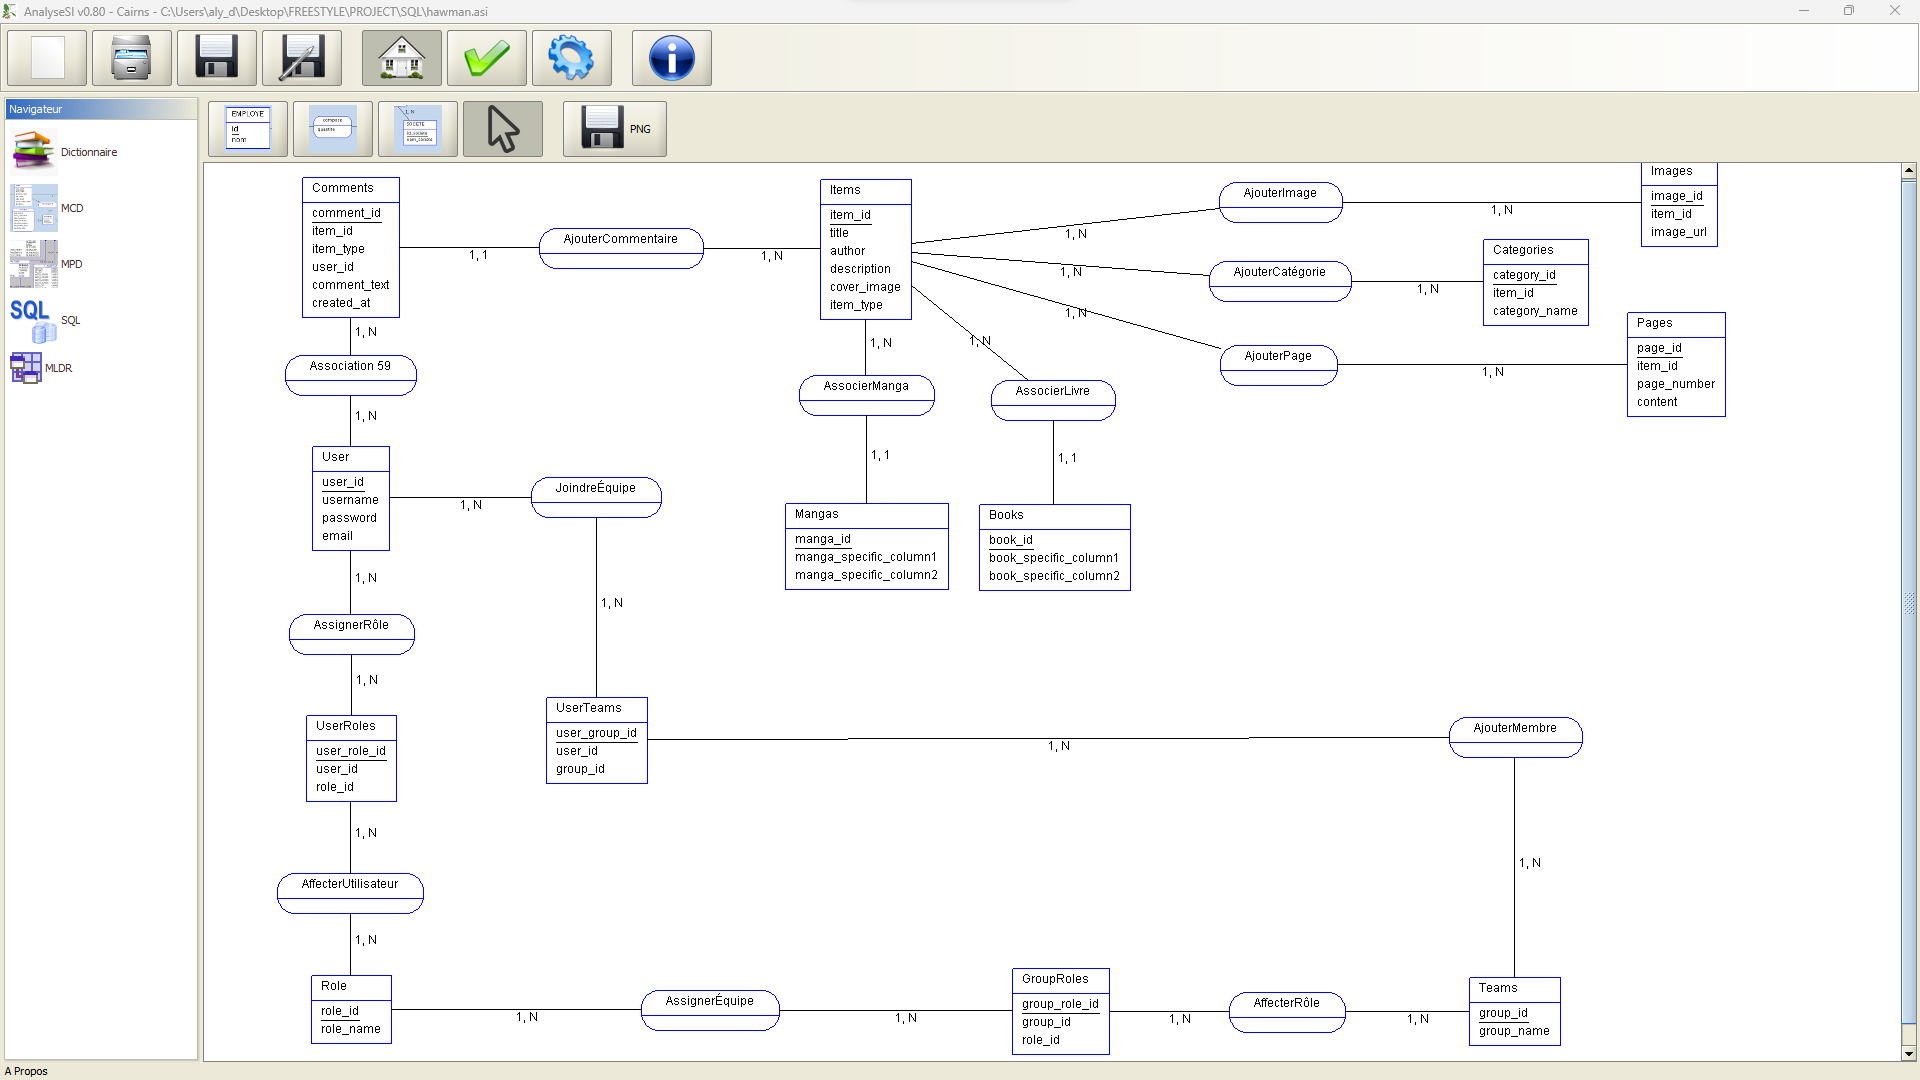 AnalyseSI v0.80 - Cairns - C:\Users\aly_d\Desktop\FREESTYLE\PROJECT\SQL\hawman.asi
Navigateur
Dictionnaire
MCD
MPD
SQL
SQL
MLDR
EMPLOYE
id
nom
compose
quantite
1, N
SOCIETE
PNG
Comments
comment_id
item_id
item_type
user_id
comment_text
created_at
1, 1
AjouterCommentaire
1, N
Items
item_id
title
author
description
cover_image
item_type
1, N
AjouterImage
1, N
Images
image_id
item_id
image_url
1, N
AjouterCatégorie
1, N
Categories
category_id
item_id
category_name
1, N
AjouterPage
1, N
Pages
page_id
item_id
page_number
content
1, N
Association 59
1, N
1, N
AssocierManga
1, 1
1, N
AssocierLivre
1, 1
User
user_id
username
password
email
1, N
JoindreÉquipe
1, N
Mangas
manga_id
manga_specific_column1
manga_specific_column2
Books
book_id
book_specific_column1
book_specific_column2
1, N
AssignerRôle
1, N
UserRoles
user_role_id
user_id
role_id
UserTeams
user_group_id
user_id
group_id
1, N
AjouterMembre
1, N
1, N
AffecterUtilisateur
1, N
Role
role_id
role_name
1, N
AssignerÉquipe
1, N
GroupRoles
group_role_id
group_id
role_id
1, N
AffecterRôle
1, N
Teams
group_id
group_name
A Propos